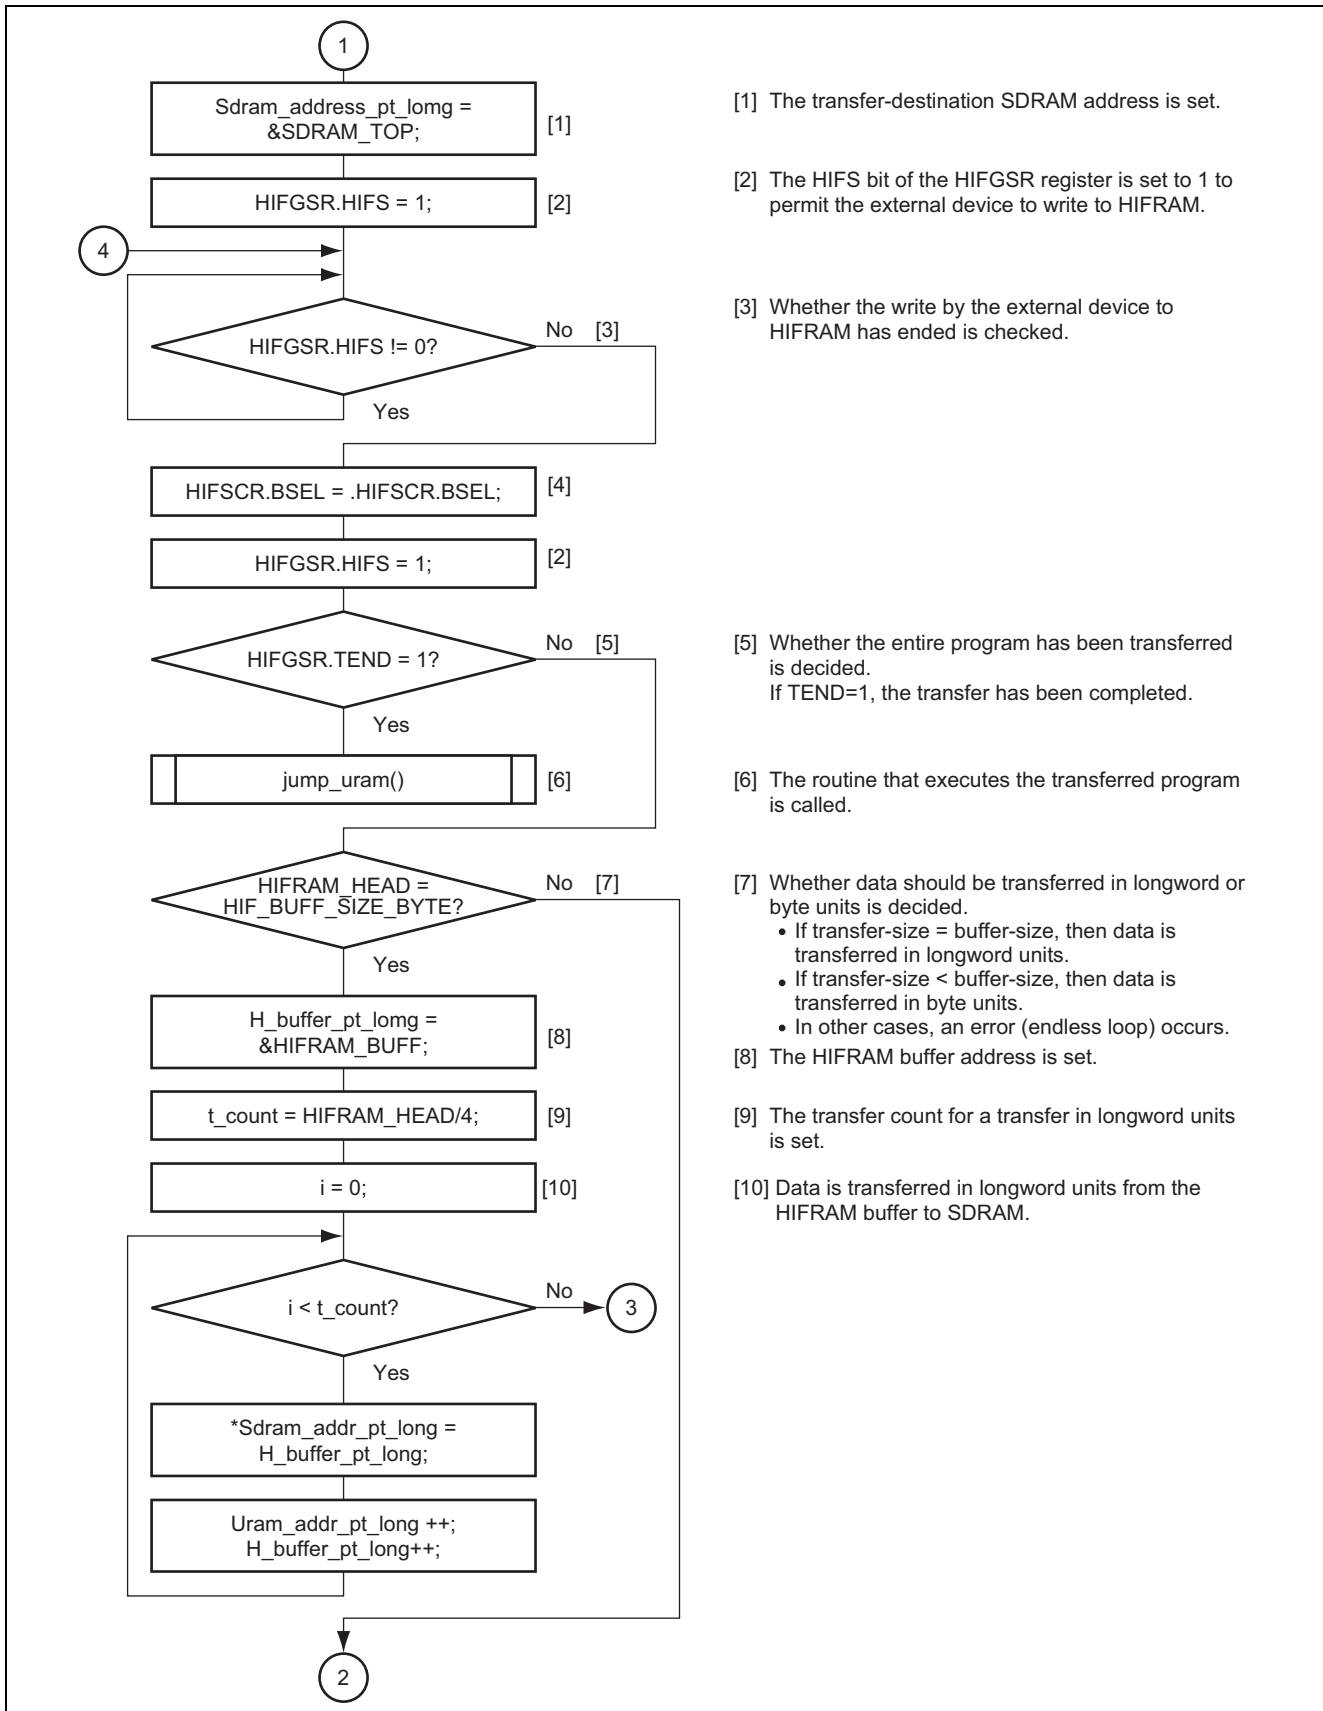 1
Sdram_address_pt_lomg =
&SDRAM_TOP;
[1]
[1] The transfer-destination SDRAM address is set.
HIFGSR.HIFS = 1;
[2]
[2] The HIFS bit of the HIFGSR register is set to 1 to
permit the external device to write to HIFRAM.
4
HIFGSR.HIFS != 0?
No [3]
Yes
[3] Whether the write by the external device to
HIFRAM has ended is checked.
HIFSCR.BSEL = .HIFSCR.BSEL;
[4]
HIFGSR.HIFS = 1;
[2]
HIFGSR.TEND = 1?
No [5]
Yes
[5] Whether the entire program has been transferred
is decided.
If TEND=1, the transfer has been completed.
jump_uram()
[6]
[6] The routine that executes the transferred program
is called.
HIFRAM_HEAD =
HIF_BUFF_SIZE_BYTE?
No [7]
Yes
[7] Whether data should be transferred in longword or
byte units is decided.
• If transfer-size = buffer-size, then data is
transferred in longword units.
• If transfer-size < buffer-size, then data is
transferred in byte units.
• In other cases, an error (endless loop) occurs.
H_buffer_pt_lomg =
&HIFRAM_BUFF;
[8]
[8] The HIFRAM buffer address is set.
t_count = HIFRAM_HEAD/4;
[9]
[9] The transfer count for a transfer in longword units
is set.
i = 0;
[10]
[10] Data is transferred in longword units from the
HIFRAM buffer to SDRAM.
i < t_count?
No
3
Yes
*Sdram_addr_pt_long =
H_buffer_pt_long;
Uram_addr_pt_long ++;
H_buffer_pt_long++;
2